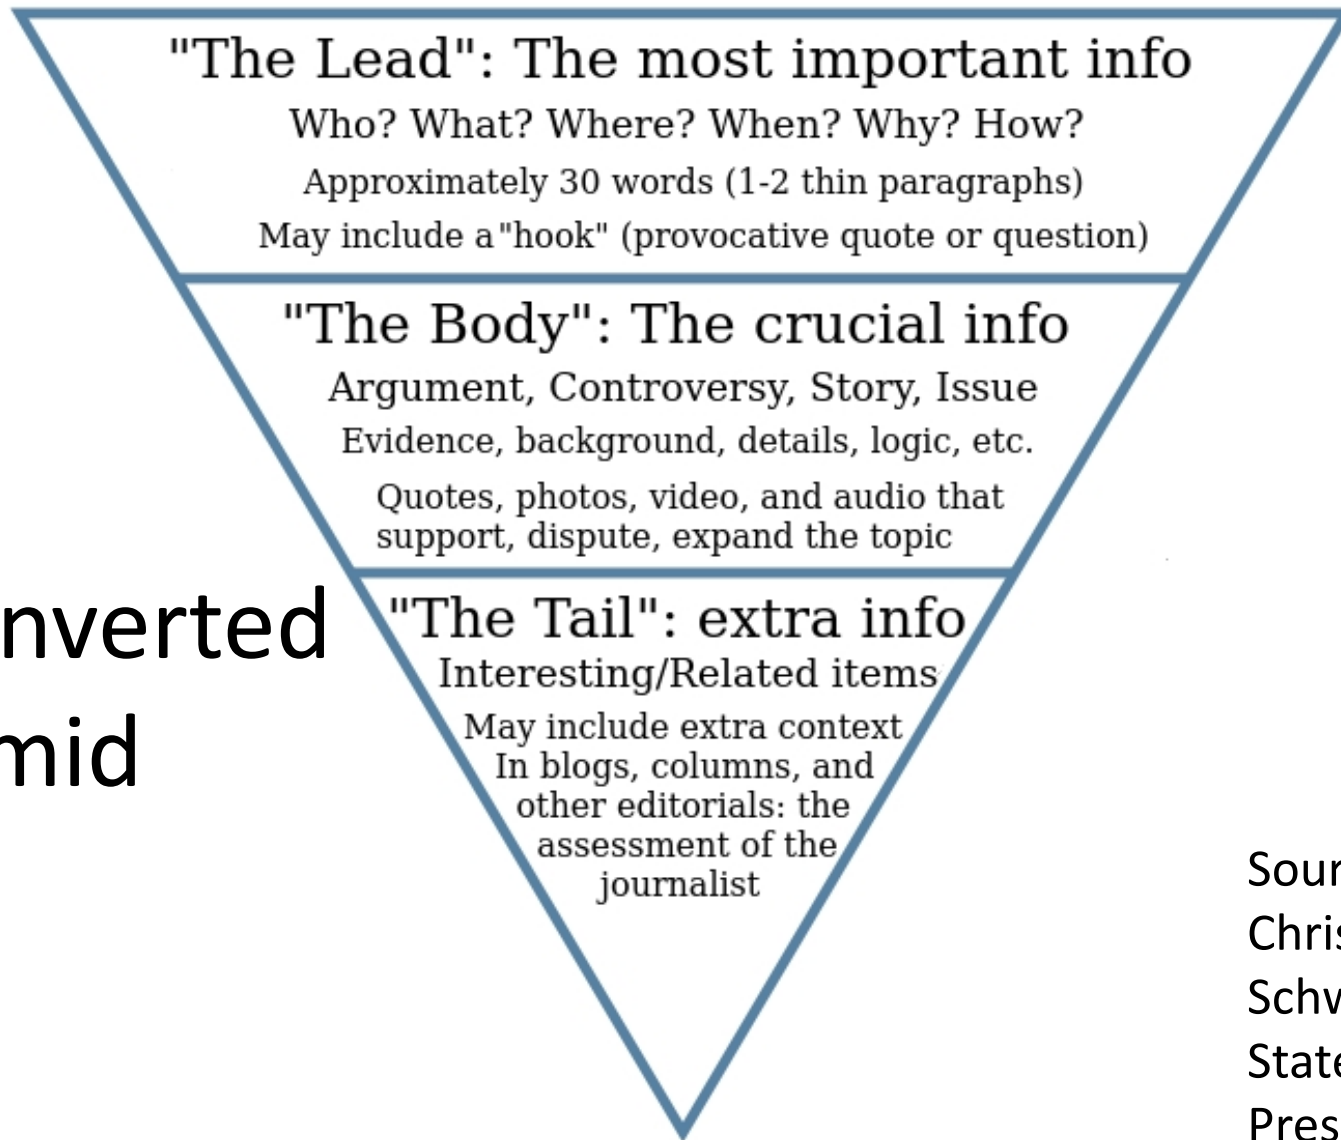 "The Lead": The most important info
Who? What? Where? When? Why? How?
Approximately 30 words (1-2 thin paragraphs)
May include a "hook" (provocative quote or question)
"The Body": The crucial info
Argument, Controversy, Story, Issue
Evidence, background, details, logic, etc.
Quotes, photos, video, and audio that
support, dispute, expand the topic
"The Tail": extra info
Interesting/Related items
May include extra context
In blogs, columns, and
other editorials: the
assessment of the
journalist
nverted
mid
Sour
Chris
Schw
State
Pres